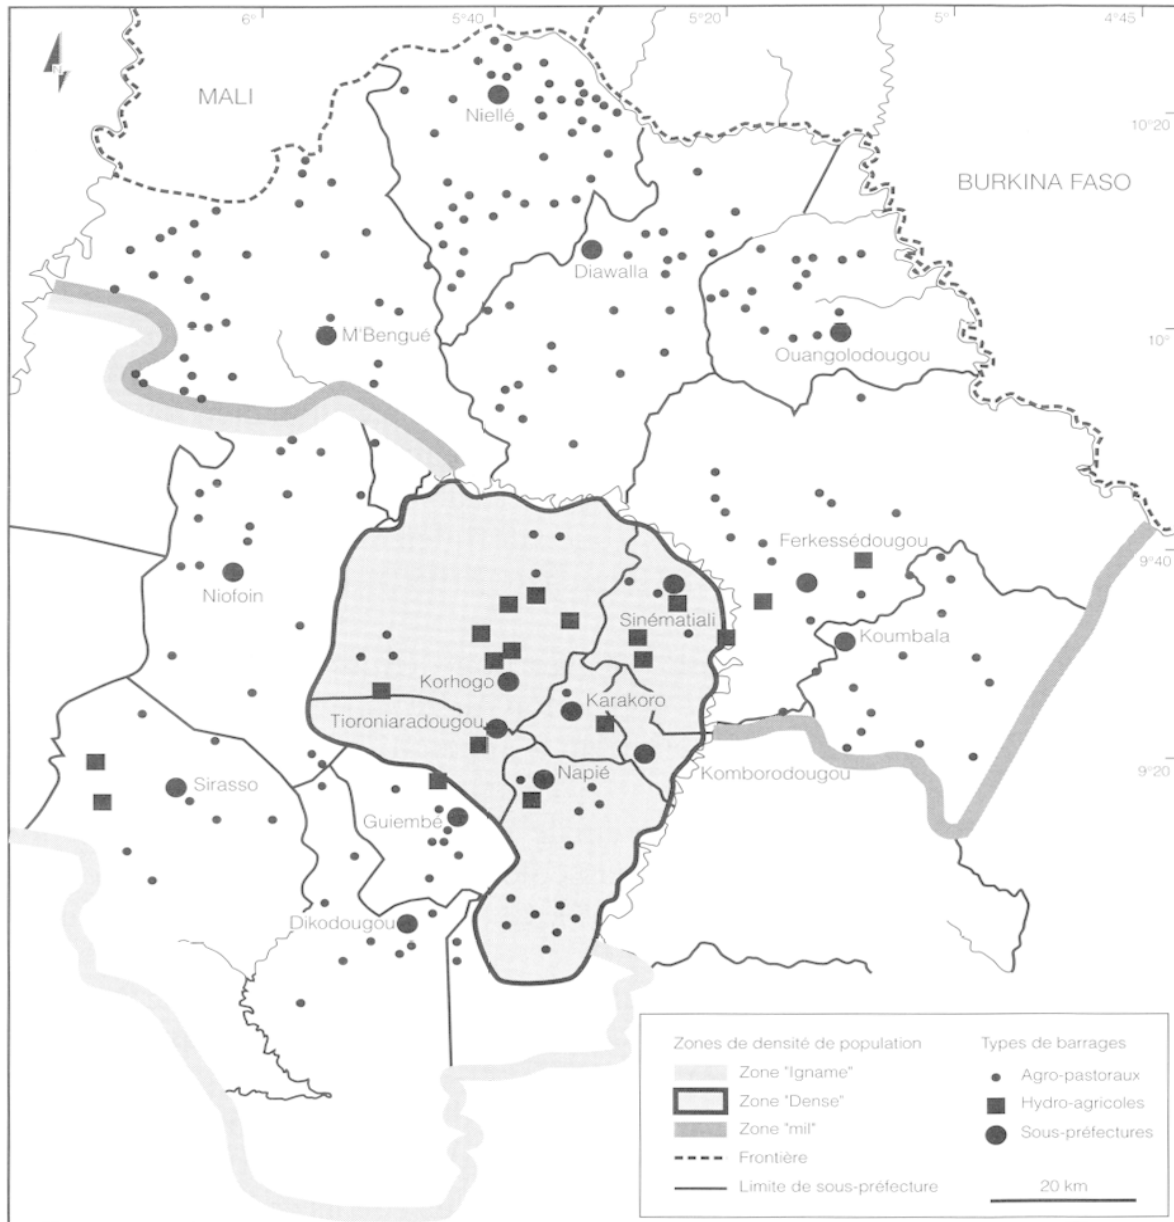 6°
5°40
5°20
5°
4°45
N
MALI
Niellé
10°20
BURKINA FASO
Diawalla
M'Bengué
Ouangolodougou
10°
Ferkessédougou
9°40
Niofoin
Sinématiali
Koumbala
Korhogo
Karakoro
Tioroniaradougou
Napié
Komborodougou
9°20
Sirasso
Guiembé
Dikodougou
Zones de densité de population
Zone "Igname"
Zone "Dense"
Zone "mil"
Frontière
Limite de sous-préfecture
Types de barrages
Agro-pastoraux
Hydro-agricoles
Sous-préfectures
20 km